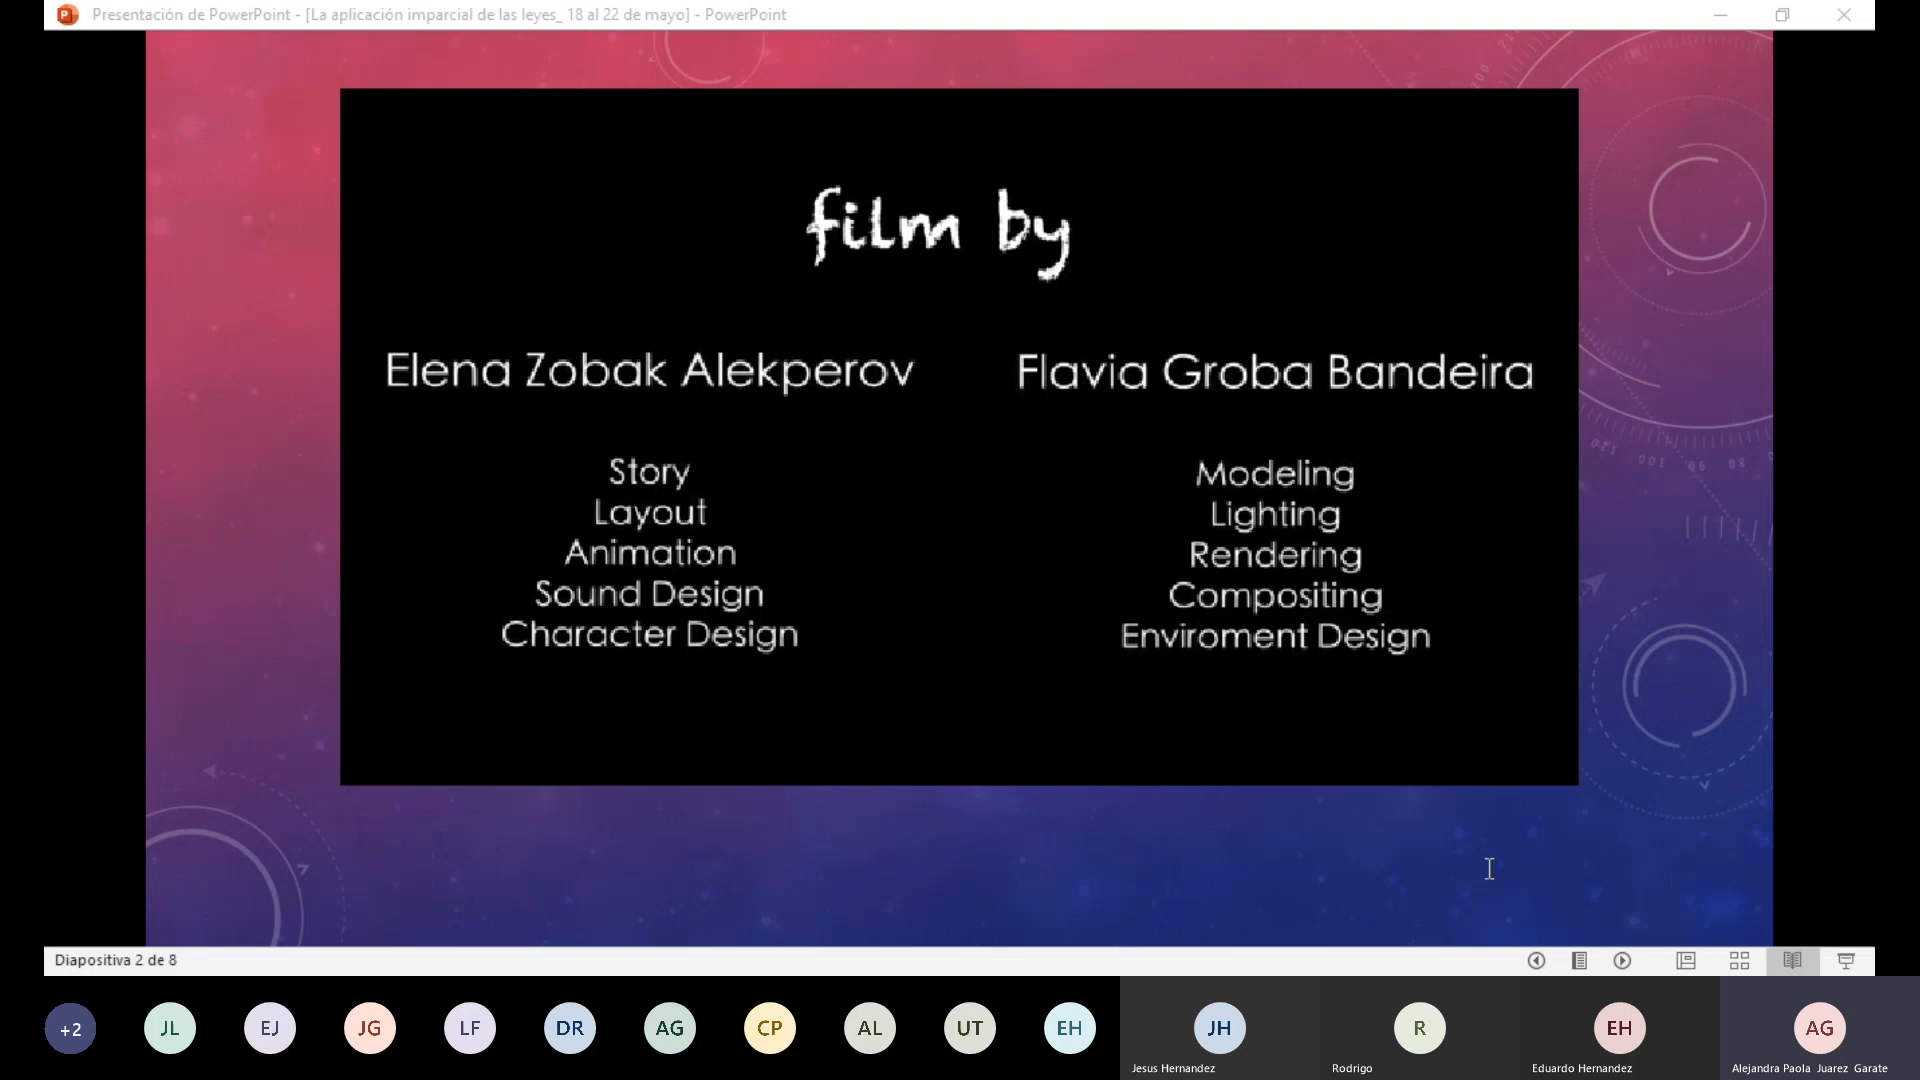 Presentación de PowerPoint - [La aplicación imparcial de las leyes_ 18 al 22 de mayo] - PowerPoint
film by
Elena Zobak Alekperov
Flavia Groba Bandeira
Story
Layout
Animation
Sound Design
Character Design
Modeling
Lighting
Rendering
Compositing
Enviroment Design
Diapositiva 2 de 8
+2
JL
EJ
JG
LF
DR
AG
CP
AL
UT
EH
JH
R
EH
AG
Jesus Hernandez
Rodrigo
Eduardo Hernandez
Alejandra Paola Juarez Garate